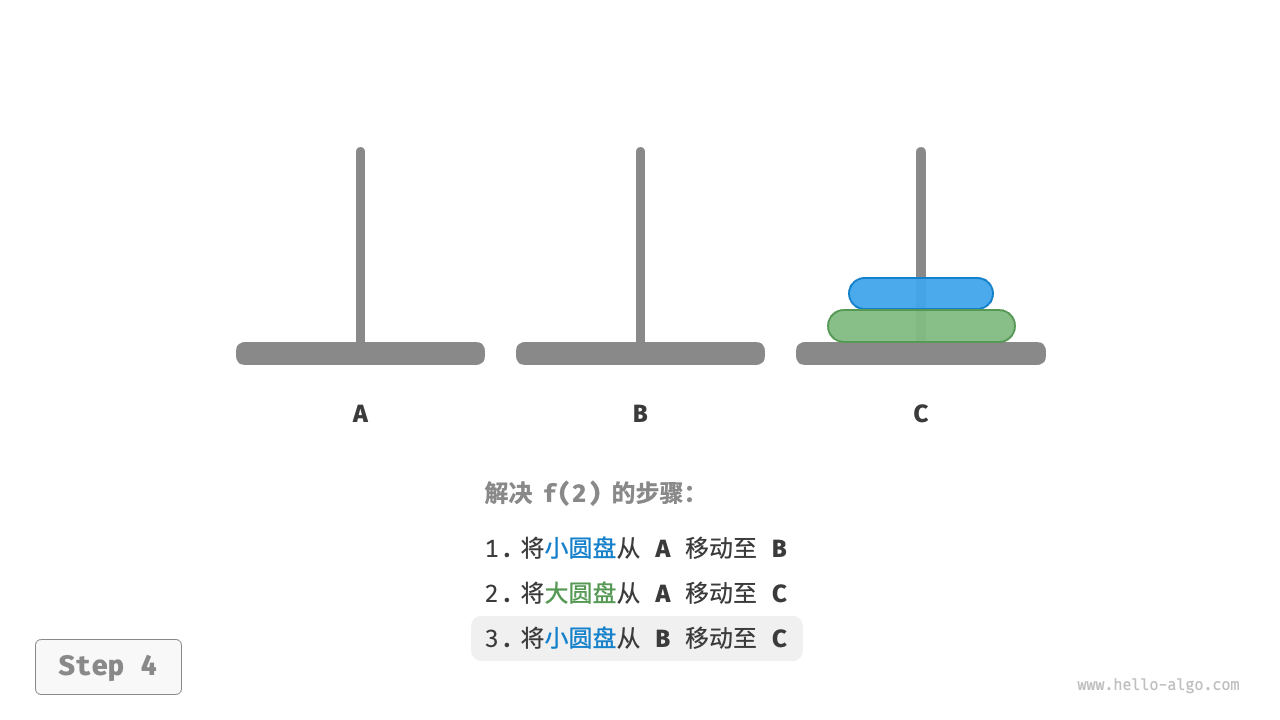 A B C
解决 f(2) 的步骤：
1. 将小圆盘从 A 移动至 B
2. 将大圆盘从 A 移动至 C
3. 将小圆盘从 B 移动至 C
Step 4
www.hello-algo.com